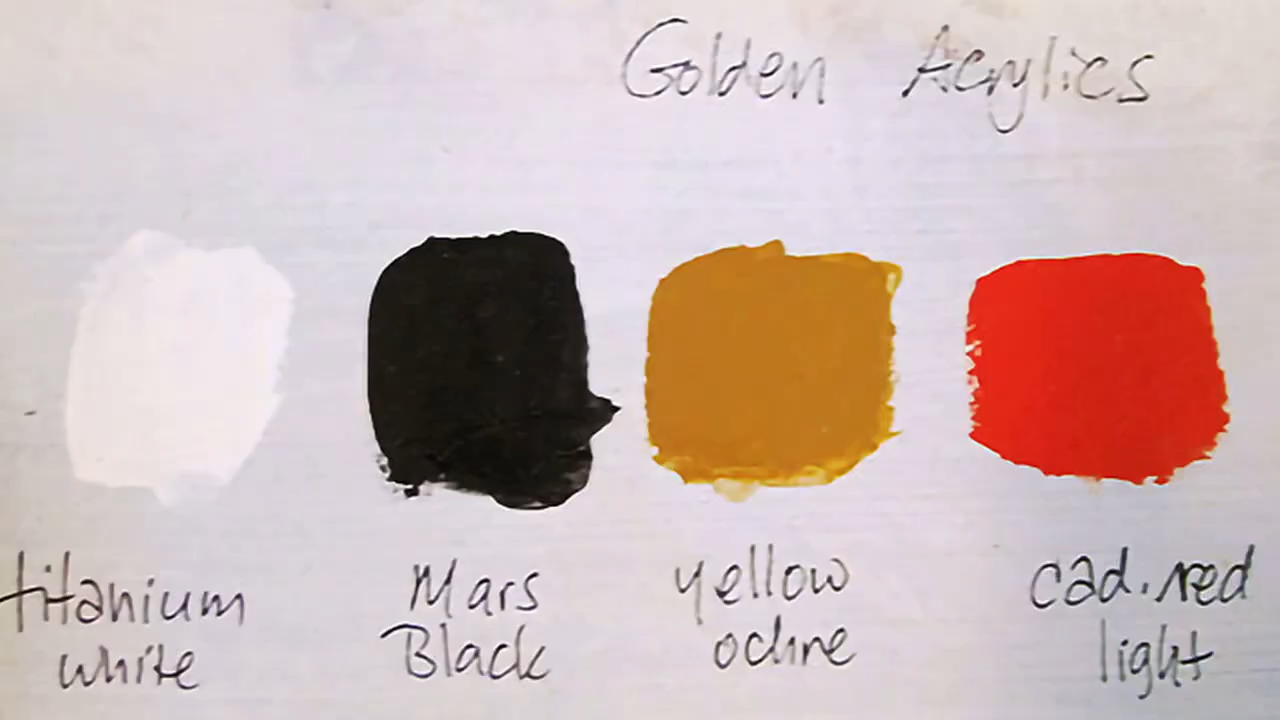 Golden Acrylics
titanium
white
Mars
Black
yellow
ochre
cad. red
light